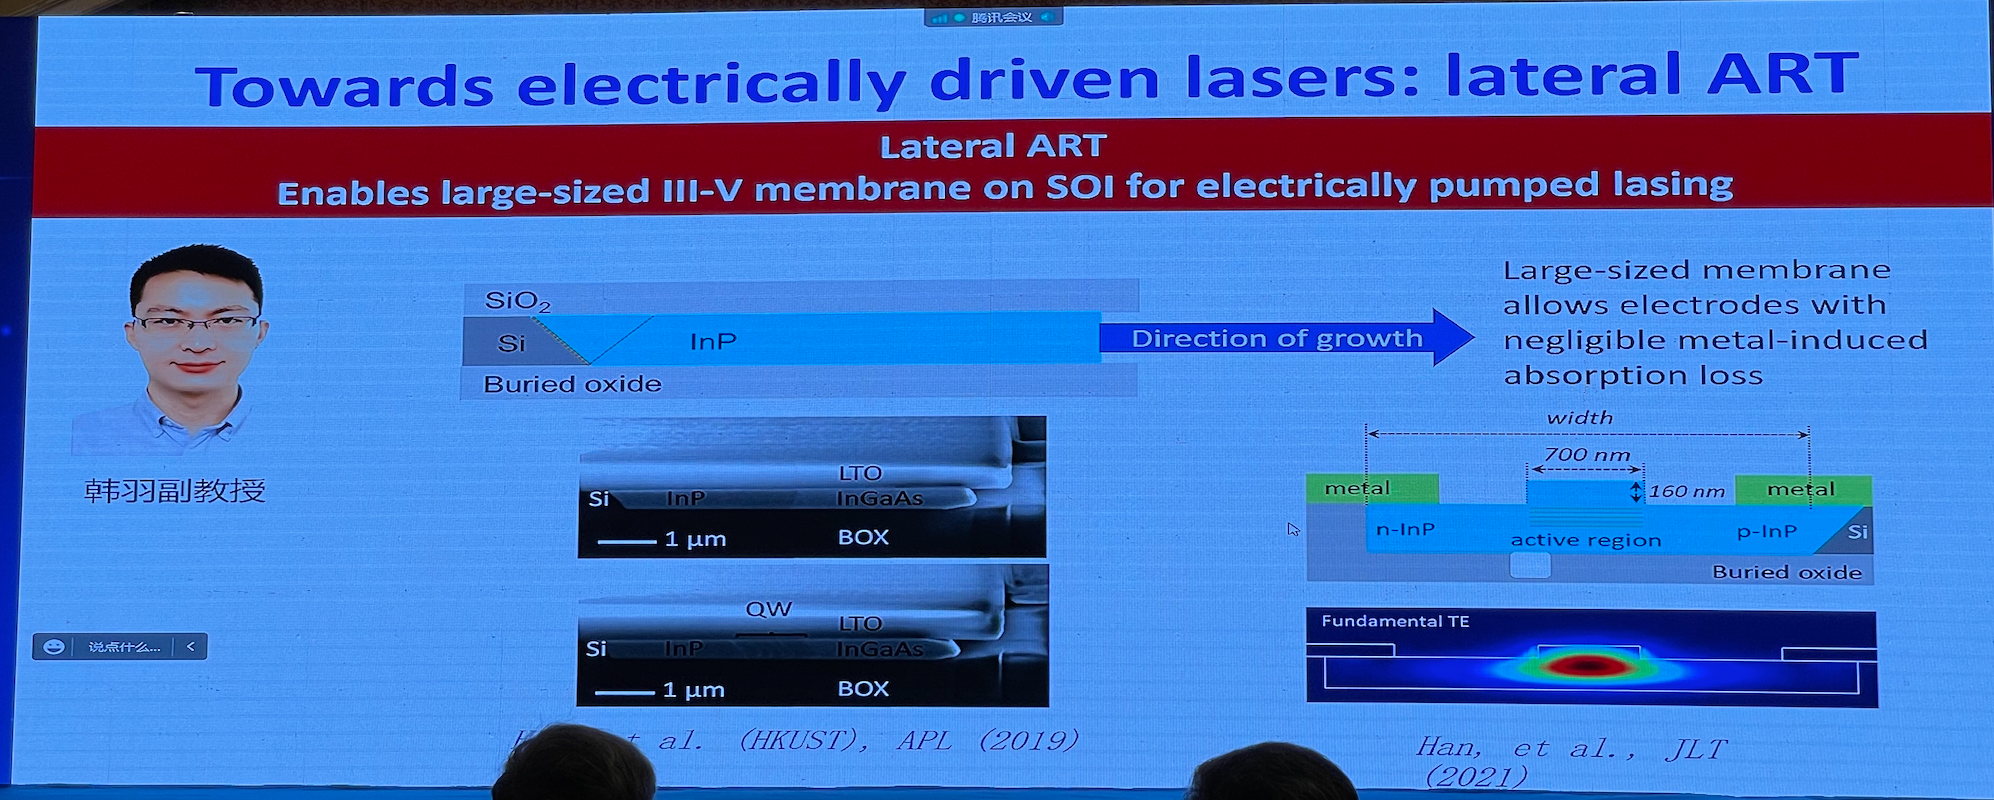 腾讯会议
Towards electrically driven lasers: lateral ART
Lateral ART
Enables large-sized III-V membrane on SOI for electrically pumped lasing
SiO₂
Si
InP
Buried oxide
Direction of growth
Large-sized membrane
allows electrodes with
negligible metal-induced
absorption loss
韩羽副教授
LTO
Si
InP
InGaAs
1 μm
BOX
QW
LTO
Si
InP
InGaAs
1 μm
BOX
width
700 nm
metal
160 nm
metal
n-InP
active region
p-InP
Si
Buried oxide
Fundamental TE
说点什么...
al. (HKUST), APL (2019)
Han, et al., JLT
(2021)